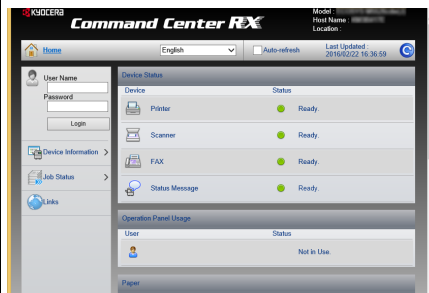 KYOCERA
Command Center RX
Model :
Host Name :
Location :
Home
English
Auto-refresh
Last Updated :
2016/02/22 16:36:59
User Name
Password
Login
Device Information
Job Status
Links
Device Status
Device Status
Printer Ready.
Scanner Ready.
FAX Ready.
Status Message Ready.
Operation Panel Usage
User Status
Not in Use.
Paper